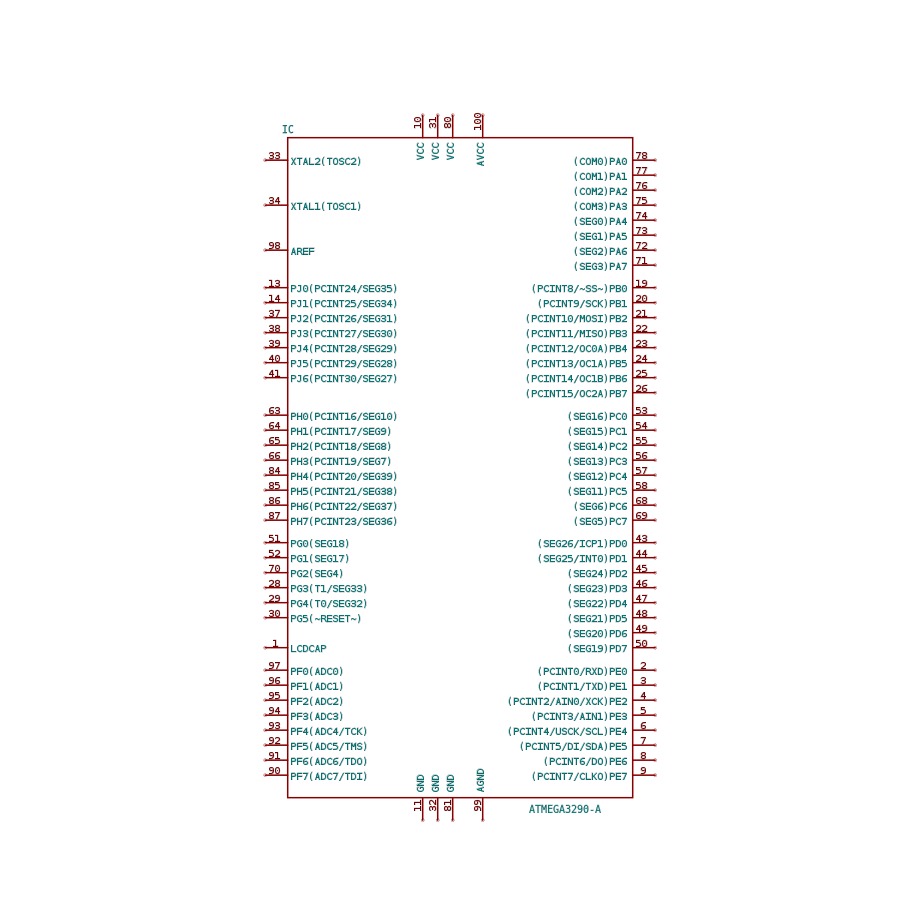 10 31 80 100
IC
VCC VCC VCC AVCC
33 XTAL2(TOSC2) (COM0)PA0 78
(COM1)PA1 77
(COM2)PA2 76
34 XTAL1(TOSC1) (COM3)PA3 75
(SEG0)PA4 74
(SEG1)PA5 73
98 AREF (SEG2)PA6 72
(SEG3)PA7 71
13 PJ0(PCINT24/SEG35) (PCINT8/~SS~)PB0 19
14 PJ1(PCINT25/SEG34) (PCINT9/SCK)PB1 20
37 PJ2(PCINT26/SEG31) (PCINT10/MOSI)PB2 21
38 PJ3(PCINT27/SEG30) (PCINT11/MISO)PB3 22
39 PJ4(PCINT28/SEG29) (PCINT12/OC0A)PB4 23
40 PJ5(PCINT29/SEG28) (PCINT13/OC1A)PB5 24
41 PJ6(PCINT30/SEG27) (PCINT14/OC1B)PB6 25
(PCINT15/OC2A)PB7 26
63 PH0(PCINT16/SEG10) (SEG16)PC0 53
64 PH1(PCINT17/SEG9) (SEG15)PC1 54
65 PH2(PCINT18/SEG8) (SEG14)PC2 55
66 PH3(PCINT19/SEG7) (SEG13)PC3 56
84 PH4(PCINT20/SEG39) (SEG12)PC4 57
85 PH5(PCINT21/SEG38) (SEG11)PC5 58
86 PH6(PCINT22/SEG37) (SEG6)PC6 68
87 PH7(PCINT23/SEG36) (SEG5)PC7 69
51 PG0(SEG18) (SEG26/ICP1)PD0 43
52 PG1(SEG17) (SEG25/INT0)PD1 44
70 PG2(SEG4) (SEG24)PD2 45
28 PG3(T1/SEG33) (SEG23)PD3 46
29 PG4(T0/SEG32) (SEG22)PD4 47
30 PG5(~RESET~) (SEG21)PD5 48
(SEG20)PD6 49
1 LCDCAP (SEG19)PD7 50
97 PF0(ADC0) (PCINT0/RXD)PE0 2
96 PF1(ADC1) (PCINT1/TXD)PE1 3
95 PF2(ADC2) (PCINT2/AIN0/XCK)PE2 4
94 PF3(ADC3) (PCINT3/AIN1)PE3 5
93 PF4(ADC4/TCK) (PCINT4/USCK/SCL)PE4 6
92 PF5(ADC5/TMS) (PCINT5/DI/SDA)PE5 7
91 PF6(ADC6/TDO) (PCINT6/DO)PE6 8
90 PF7(ADC7/TDI) (PCINT7/CLKO)PE7 9
GND GND GND AGND
11 32 81 99
ATMEGA3290-A